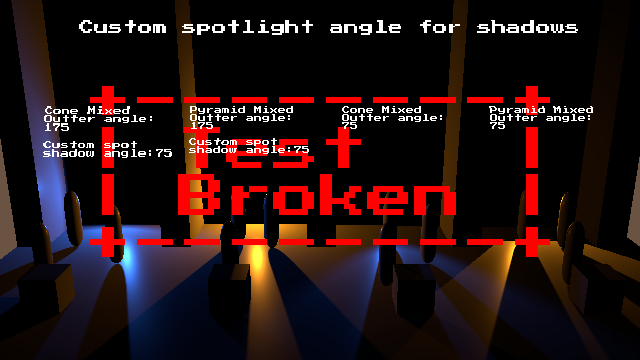 Custom spotlight angle for shadows
Cone Mixed
Outter angle:
175
Custom spot
shadow angle:75
Pyramid Mixed
Outter angle:
175
Custom spot
shadow angle:75
Cone Mixed
Outter angle:
75
Pyramid Mixed
Outter angle:
75
Test
Broken